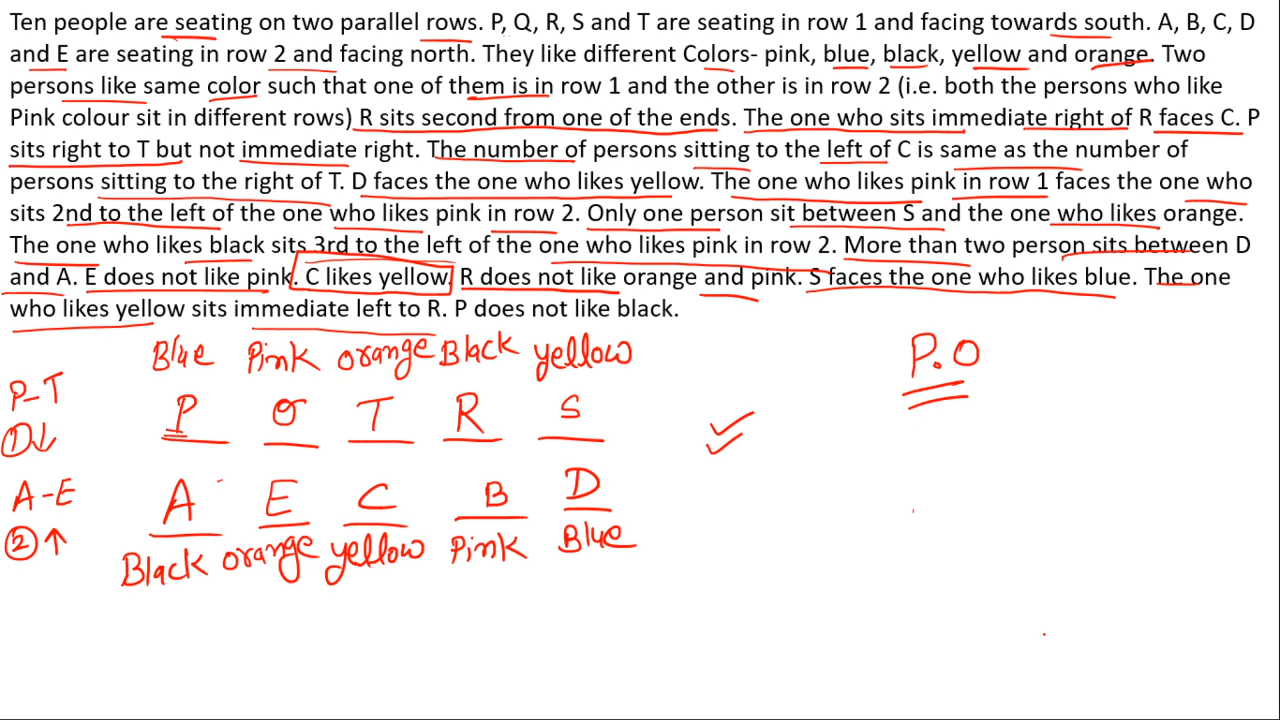 Ten people are seating on two parallel rows. P, Q, R, S and T are seating in row 1 and facing towards south. A, B, C, D
and E are seating in row 2 and facing north. They like different Colors- pink, blue, black, yellow and orange. Two
persons like same color such that one of them is in row 1 and the other is in row 2 (i.e. both the persons who like
Pink colour sit in different rows) R sits second from one of the ends. The one who sits immediate right of R faces C. P
sits right to T but not immediate right. The number of persons sitting to the left of C is same as the number of
persons sitting to the right of T. D faces the one who likes yellow. The one who likes pink in row 1 faces the one who
sits 2nd to the left of the one who likes pink in row 2. Only one person sit between S and the one who likes orange.
The one who likes black sits 3rd to the left of the one who likes pink in row 2. More than two person sits between D
and A. E does not like pink. C likes yellow. R does not like orange and pink. S faces the one who likes blue. The one
who likes yellow sits immediate left to R. P does not like black.
Blue Pink orange Black yellow
P-T P Q T R S
① D↓
A-E A E C B D
② ↑
Black orange yellow Pink Blue
P.O